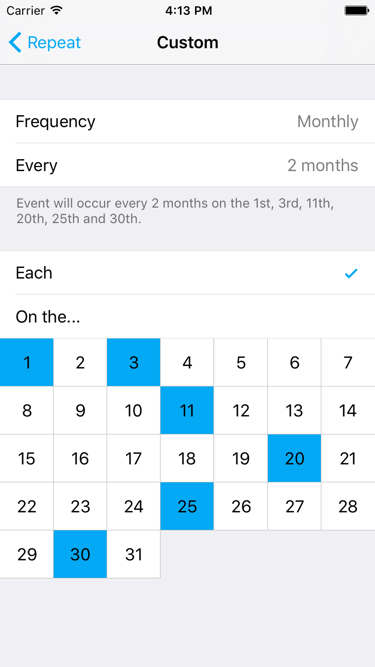 Carrier 4:13 PM
Repeat Custom
Frequency Monthly
Every 2 months
Event will occur every 2 months on the 1st, 3rd, 11th,
20th, 25th and 30th.
Each
On the...
1 2 3 4 5 6 7
8 9 10 11 12 13 14
15 16 17 18 19 20 21
22 23 24 25 26 27 28
29 30 31